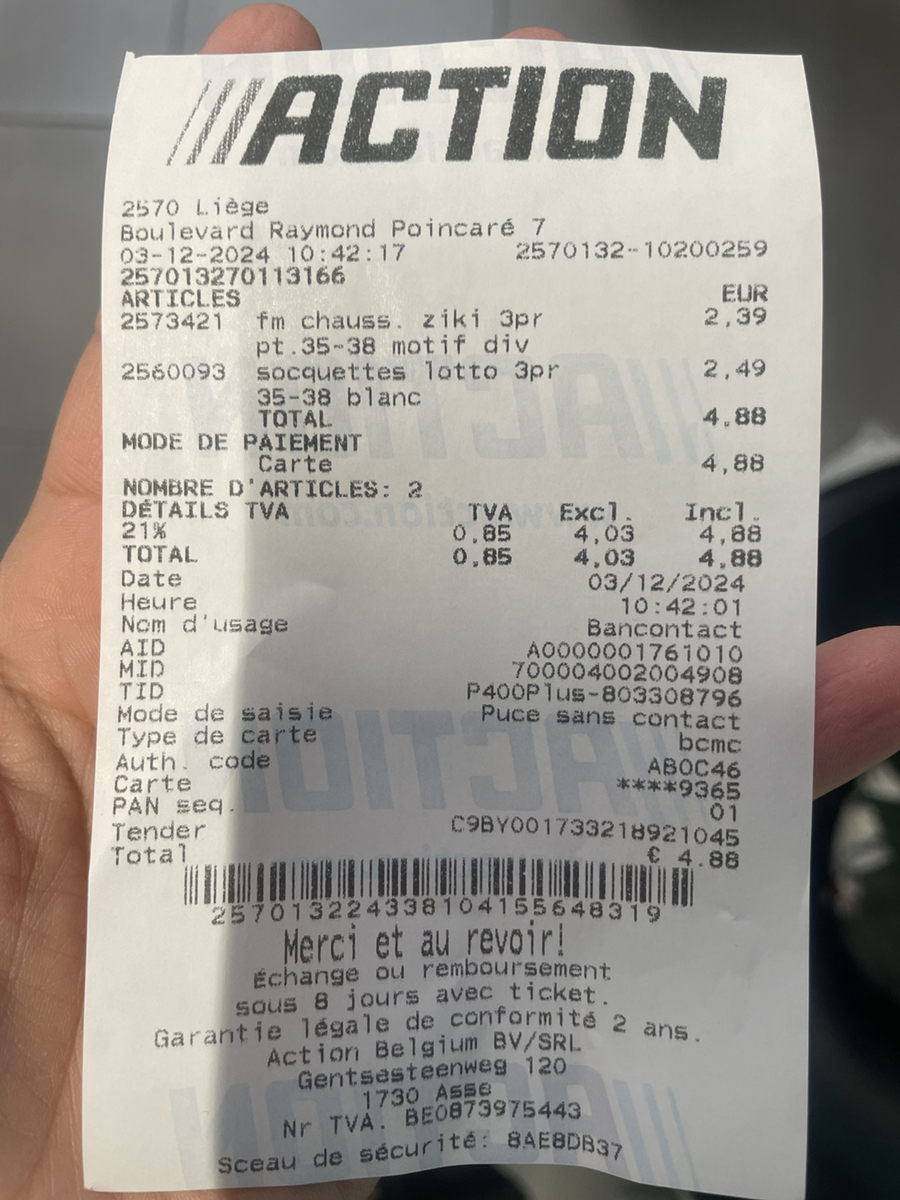 ACTION
2570 Liège
Boulevard Raymond Poincaré 7
03-12-2024 10:42:17 2570132-10200259
257013270113166
ARTICLES EUR
2573421 fm chauss. ziki 3pr 2,39
pt.35-38 motif div
2560093 socquettes lotto 3pr 2,49
35-38 blanc
TOTAL 4,88
MODE DE PAIEMENT
Carte 4,88
NOMBRE D'ARTICLES: 2
DÉTAILS TVA TVA Excl. Incl.
21% 0,85 4,03 4,88
TOTAL 0,85 4,03 4,88
Date 03/12/2024
Heure 10:42:01
Nom d'usage Bancontact
AID A0000001761010
MID 700004002004908
TID P400Plus-803308796
Mode de saisie Puce sans contact
Type de carte bcmc
Auth. code AB0C46
Carte ****9365
PAN seq. 01
Tender C9BY001733218921045
Total € 4.88
257013224338104155648319
Merci et au revoir!
Échange ou remboursement
sous 8 jours avec ticket.
Garantie légale de conformité 2 ans.
Action Belgium BV/SRL
Gentsesteenweg 120
1730 Asse
Nr TVA. BE0873975443
Sceau de sécurité: 8AE8DB37